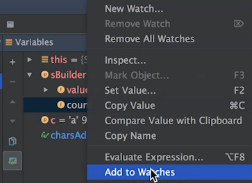 New Watch...
Remove Watch
Remove All Watches
Inspect...
Mark Object... F3
Set Value... F2
Copy Value ⌘C
Compare Value with Clipboard
Copy Name
Evaluate Expression... ⌥F8
Add to Watches
Variables
this = {S
sBuilder
value
coun
c = 'a' 9
charsAd